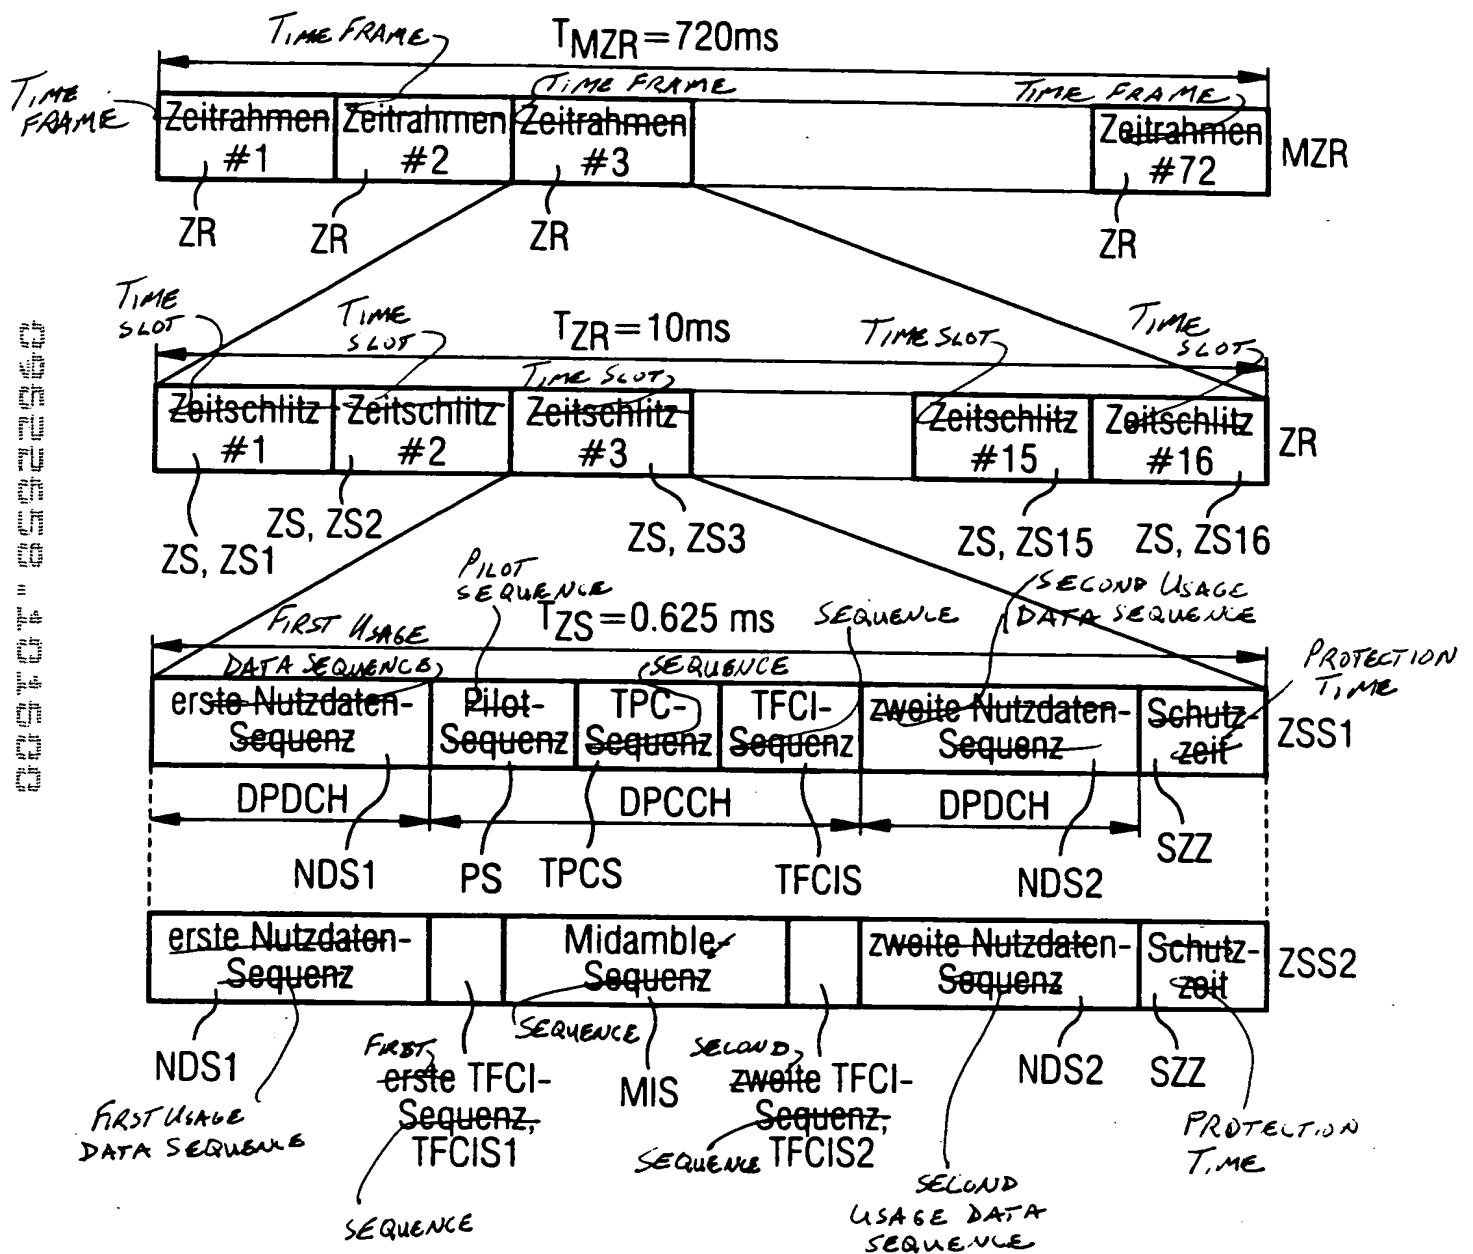 TIME FRAME
T_MZR=720ms
TIME FRAME
TIME FRAME
TIME FRAME
Zeitrahmen #1
Zeitrahmen #2
Zeitrahmen #3
Zeitrahmen #72
MZR
ZR
ZR
ZR
ZR
TIME SLOT
TIME SLOT
T_ZR=10ms
TIME SLOT
TIME SLOT
TIME SLOT
Zeitschlitz #1
Zeitschlitz #2
Zeitschlitz #3
Zeitschlitz #15
Zeitschlitz #16
ZR
ZS, ZS1
ZS, ZS2
ZS, ZS3
ZS, ZS15
ZS, ZS16
PILOT SEQUENCE
SECOND USAGE DATA SEQUENCE
FIRST USAGE DATA SEQUENCE
T_ZS=0.625 ms
SEQUENCE
SEQUENCE
PROTECTION TIME
erste Nutzdaten-
Sequenz
Pilot-
Sequenz
TPC-
Sequenz
TFCI-
Sequenz
zweite Nutzdaten-
Sequenz
Schutz-
zeit
ZSS1
DPDCH
DPCCH
DPDCH
NDS1
PS
TPCS
TFCIS
NDS2
SZZ
erste Nutzdaten-
Sequenz
Midamble-
Sequenz
zweite Nutzdaten-
Sequenz
Schutz-
zeit
ZSS2
NDS1
SEQUENCE
FIRST
erste TFCI-
Sequenz,
TFCIS1
MIS
SECOND
zweite TFCI-
Sequenz,
TFCIS2
NDS2
SZZ
FIRST USAGE
DATA SEQUENCE
SEQUENCE
SEQUENCE
SECOND
USAGE DATA
SEQUENCE
PROTECTION
TIME